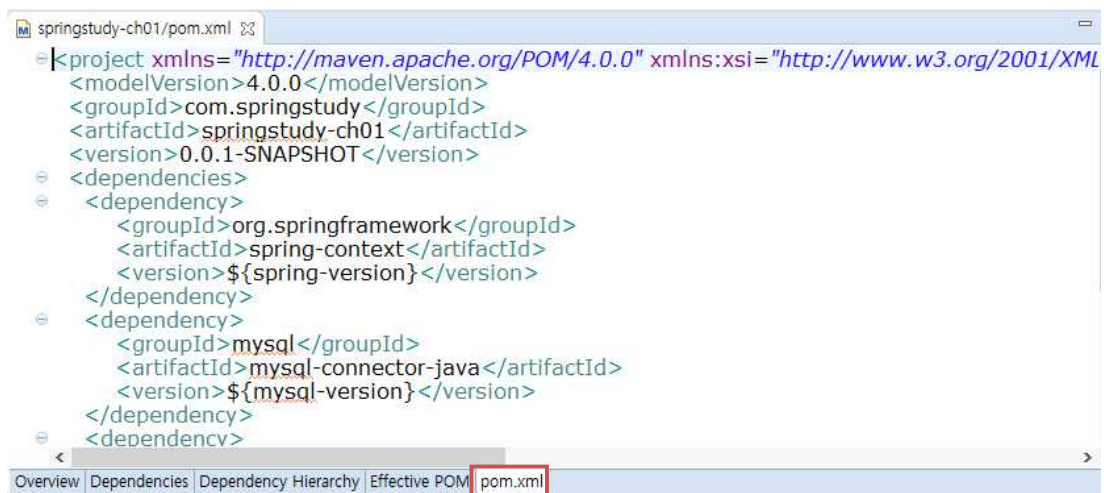 springstudy-ch01/pom.xml
<project xmlns="http://maven.apache.org/POM/4.0.0" xmlns:xsi="http://www.w3.org/2001/XML
<modelVersion>4.0.0</modelVersion>
<groupId>com.springstudy</groupId>
<artifactId>springstudy-ch01</artifactId>
<version>0.0.1-SNAPSHOT</version>
<dependencies>
<dependency>
<groupId>org.springframework</groupId>
<artifactId>spring-context</artifactId>
<version>${spring-version}</version>
</dependency>
<dependency>
<groupId>mysql</groupId>
<artifactId>mysql-connector-java</artifactId>
<version>${mysql-version}</version>
</dependency>
<dependency>
Overview Dependencies Dependency Hierarchy Effective POM pom.xml